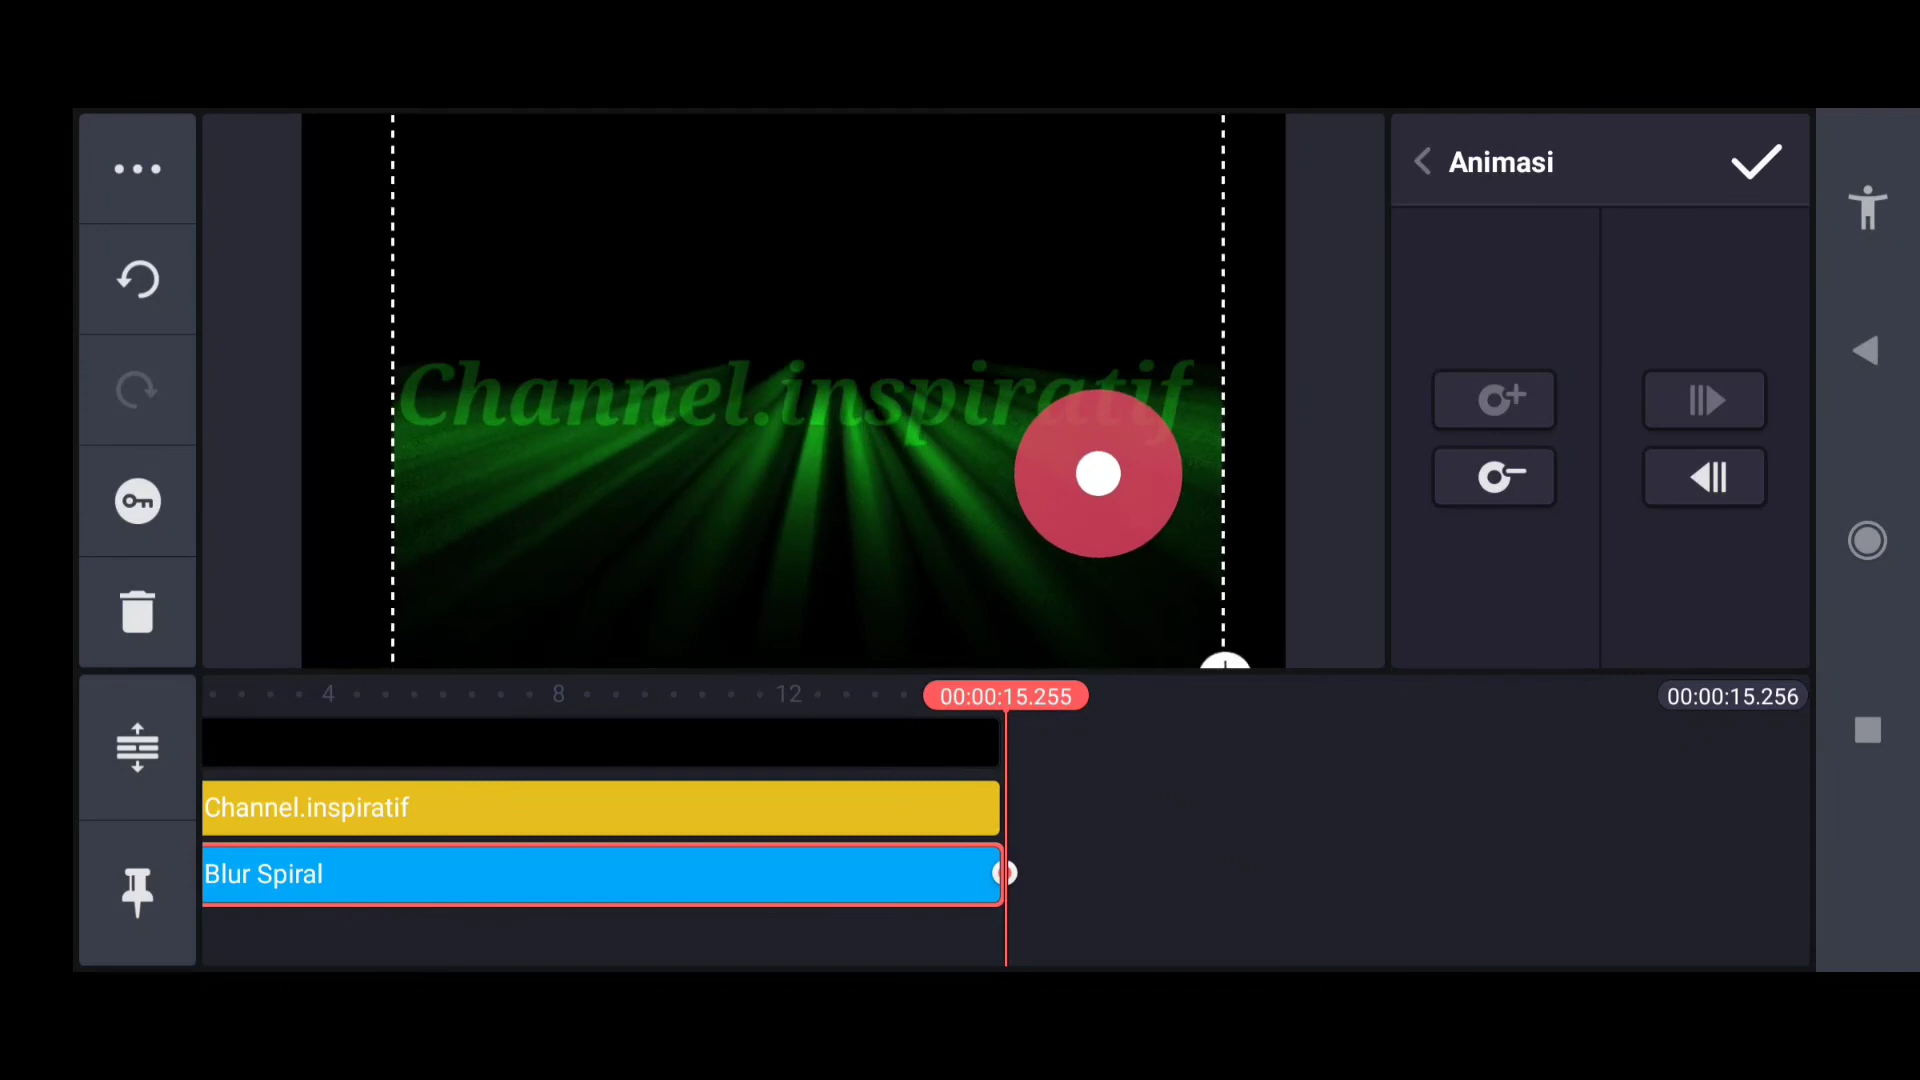 Animasi
Channel.inspiratif
4
8
12
00:00:15.255
00:00:15.256
Channel.inspiratif
Blur Spiral